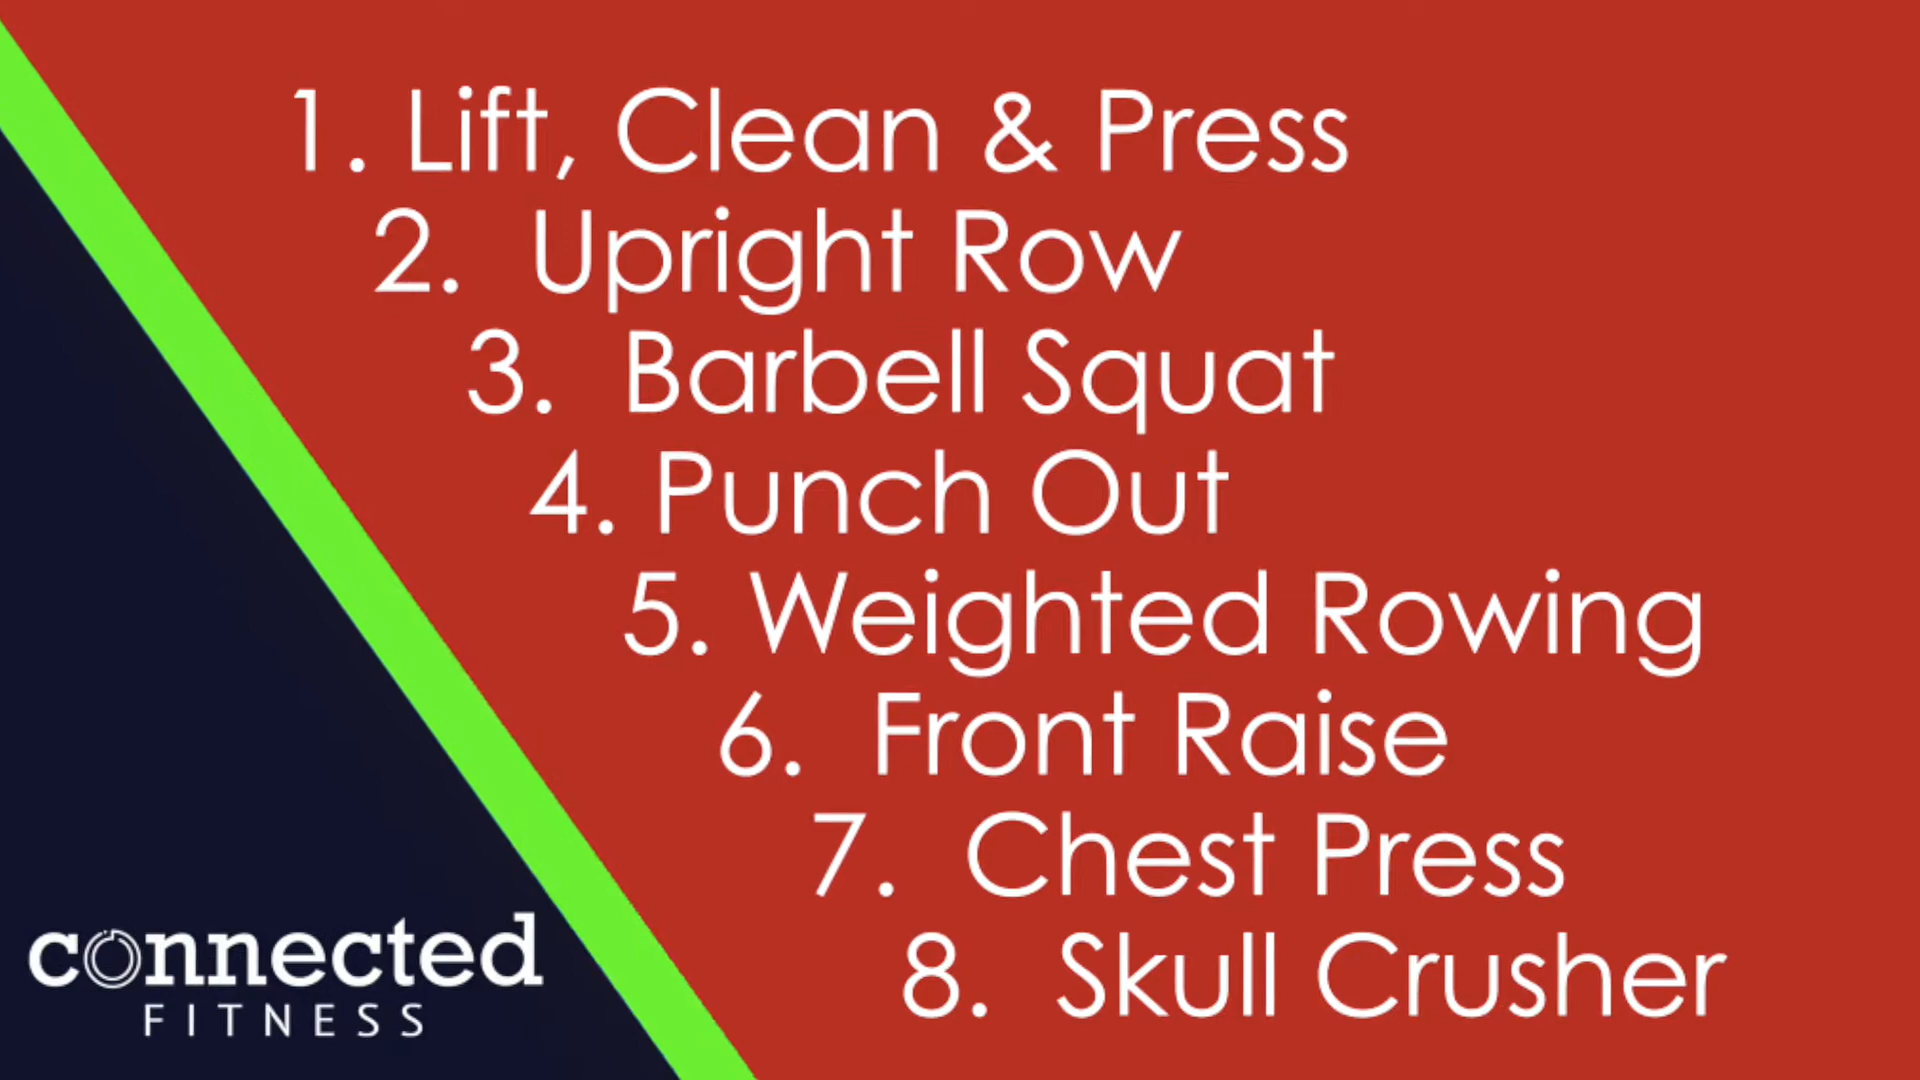 1. Lift, Clean & Press
2. Upright Row
3. Barbell Squat
4. Punch Out
5. Weighted Rowing
6. Front Raise
7. Chest Press
8. Skull Crusher
connected
FITNESS